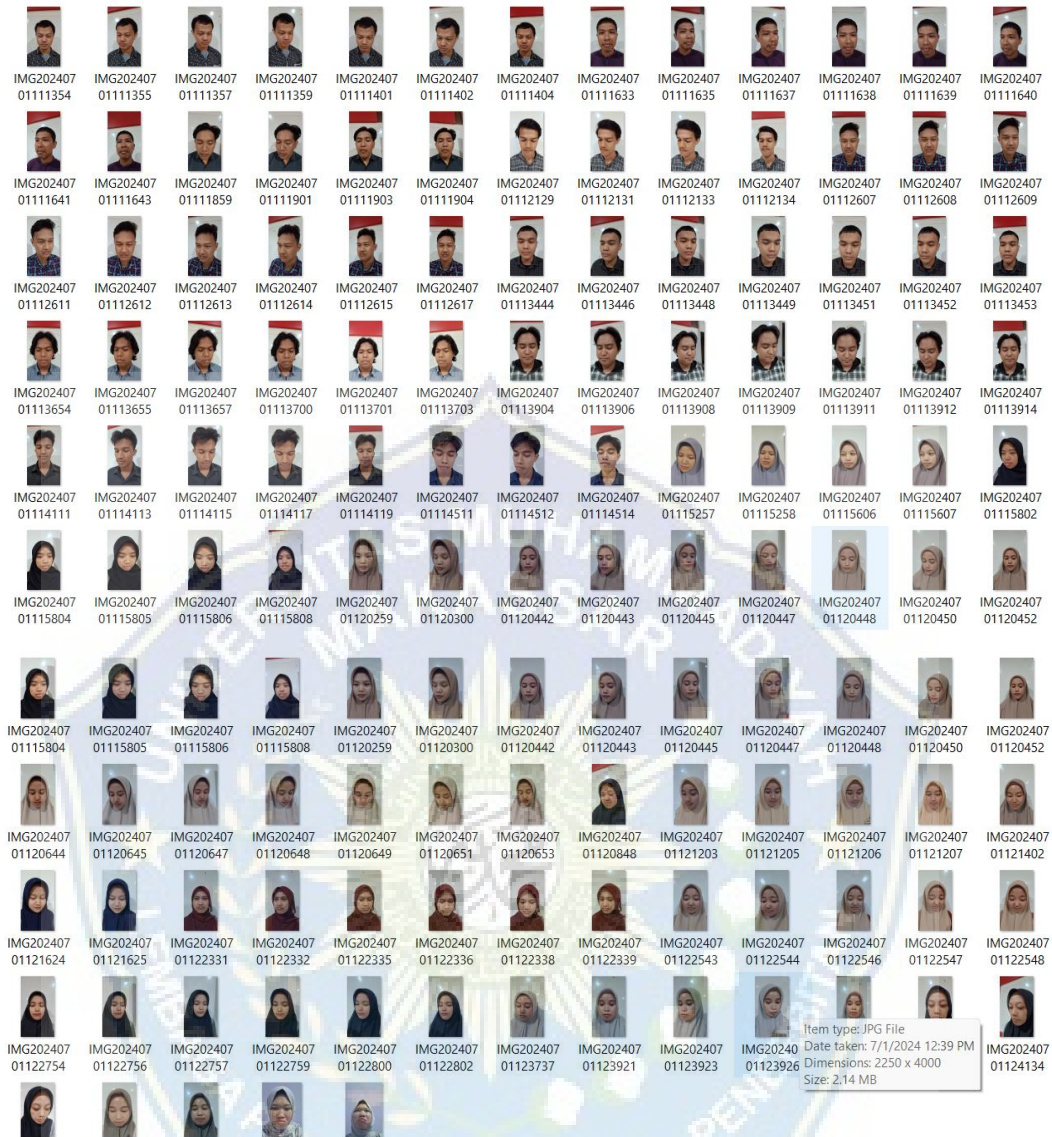 IMG202407 IMG202407 IMG202407 IMG202407 IMG202407 IMG202407 IMG202407 IMG202407 IMG202407 IMG202407 IMG202407 IMG202407 IMG202407
01111354 01111355 01111357 01111359 01111401 01111402 01111404 01111633 01111635 01111637 01111638 01111639 01111640
IMG202407 IMG202407 IMG202407 IMG202407 IMG202407 IMG202407 IMG202407 IMG202407 IMG202407 IMG202407 IMG202407 IMG202407 IMG202407
01111641 01111643 01111859 01111901 01111903 01111904 01112129 01112131 01112133 01112134 01112607 01112608 01112609
IMG202407 IMG202407 IMG202407 IMG202407 IMG202407 IMG202407 IMG202407 IMG202407 IMG202407 IMG202407 IMG202407 IMG202407 IMG202407
01112611 01112612 01112613 01112614 01112615 01112617 01113444 01113446 01113448 01113449 01113451 01113452 01113453
IMG202407 IMG202407 IMG202407 IMG202407 IMG202407 IMG202407 IMG202407 IMG202407 IMG202407 IMG202407 IMG202407 IMG202407 IMG202407
01113654 01113655 01113657 01113700 01113701 01113703 01113904 01113906 01113908 01113909 01113911 01113912 01113914
IMG202407 IMG202407 IMG202407 IMG202407 IMG202407 IMG202407 IMG202407 IMG202407 IMG202407 IMG202407 IMG202407 IMG202407 IMG202407
01114111 01114113 01114115 01114117 01114119 01114511 01114512 01114514 01115257 01115258 01115606 01115607 01115802
IMG202407 IMG202407 IMG202407 IMG202407 IMG202407 IMG202407 IMG202407 IMG202407 IMG202407 IMG202407 IMG202407 IMG202407 IMG202407
01115804 01115805 01115806 01115808 01120259 01120300 01120442 01120443 01120445 01120447 01120448 01120450 01120452
UNIVERSITAS MUHAMMADIYAH
MAKASSAR
IMG202407 IMG202407 IMG202407 IMG202407 IMG202407 IMG202407 IMG202407 IMG202407 IMG202407 IMG202407 IMG202407 IMG202407 IMG202407
01115804 01115805 01115806 01115808 01120259 01120300 01120442 01120443 01120445 01120447 01120448 01120450 01120452
IMG202407 IMG202407 IMG202407 IMG202407 IMG202407 IMG202407 IMG202407 IMG202407 IMG202407 IMG202407 IMG202407 IMG202407 IMG202407
01120644 01120645 01120647 01120648 01120649 01120651 01120653 01120848 01121203 01121205 01121206 01121207 01121402
IMG202407 IMG202407 IMG202407 IMG202407 IMG202407 IMG202407 IMG202407 IMG202407 IMG202407 IMG202407 IMG202407 IMG202407 IMG202407
01121624 01121625 01122331 01122332 01122335 01122336 01122338 01122339 01122543 01122544 01122546 01122547 01122548
IMG202407 IMG202407 IMG202407 IMG202407 IMG202407 IMG202407 IMG202407 IMG202407 IMG202407 IMG20240 IMG202407
01122754 01122756 01122757 01122759 01122800 01122802 01123737 01123921 01123923 01123926 01124134
Item type: JPG File
Date taken: 7/1/2024 12:39 PM
Dimensions: 2250 x 4000
Size: 2.14 MB